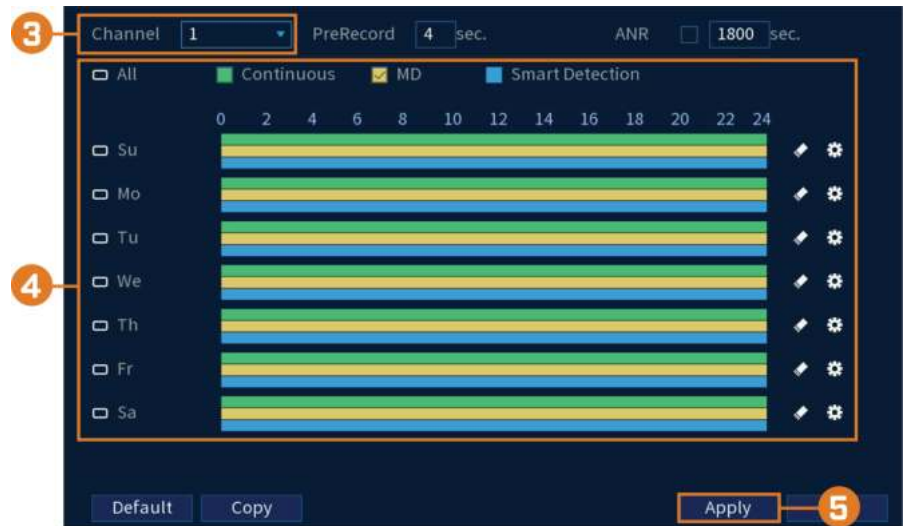 3 Channel 1 PreRecord 4 sec. ANR 1800 sec.
All Continuous MD Smart Detection
0 2 4 6 8 10 12 14 16 18 20 22 24
Su
Mo
Tu
4 We
Th
Fr
Sa
Default Copy Apply 5